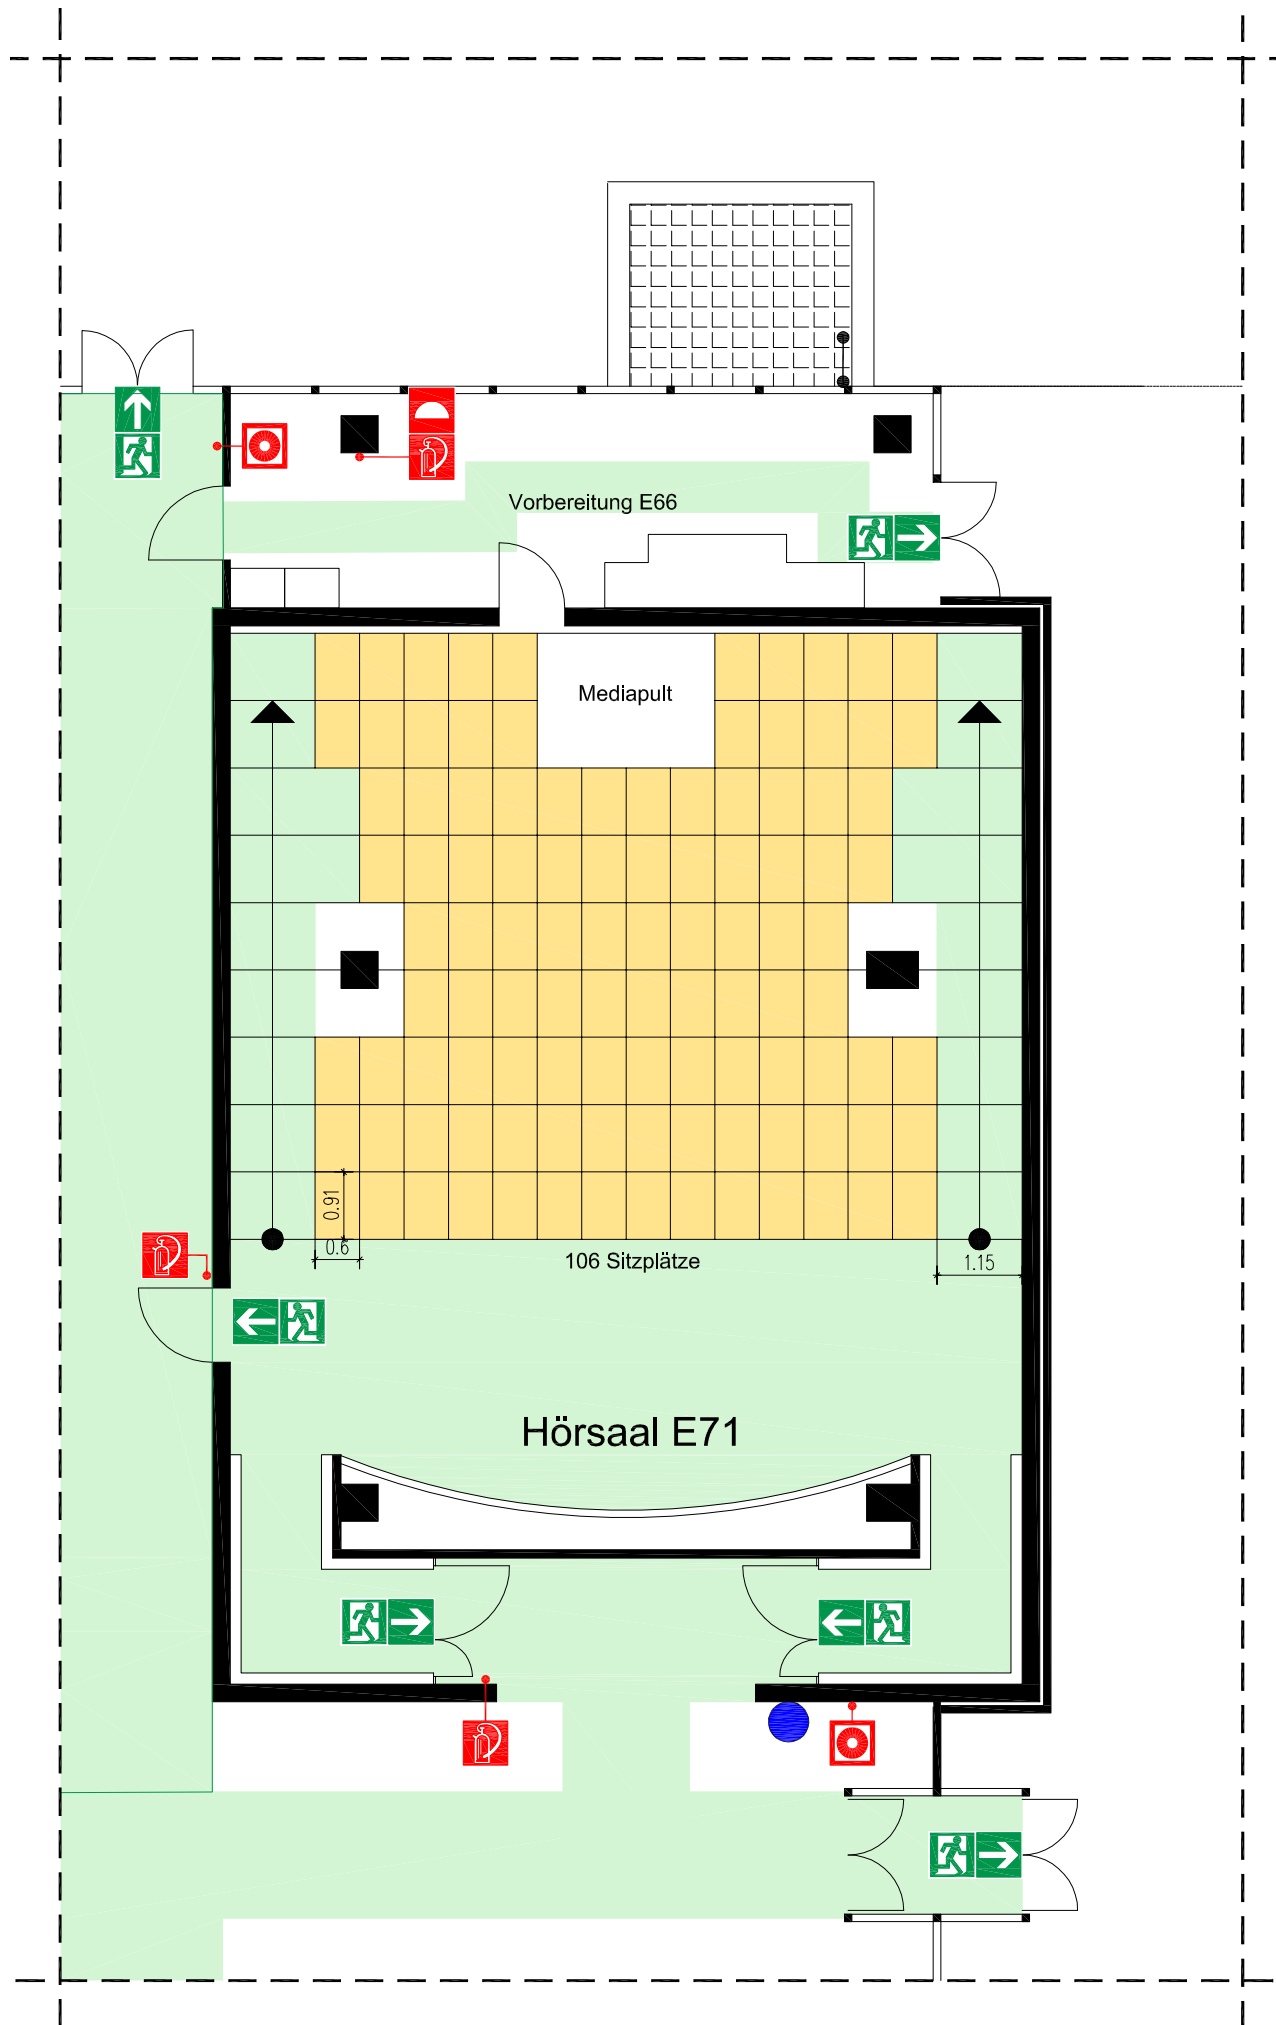 Vorbereitung E66
Mediapult
0.91
0.6
106 Sitzplätze
1.15
Hörsaal E71